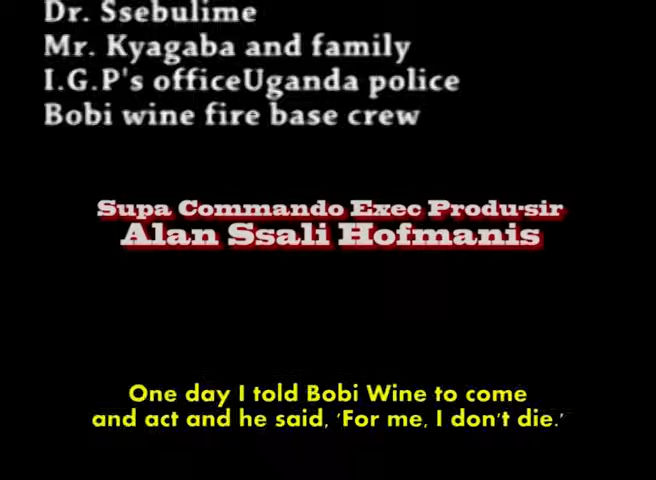 Dr. Ssebulime
Mr. Kyagaba and family
I.G.P's officeUganda police
Bobi wine fire base crew
Supa Commando Exec Produ-sir
Alan Ssali Hofmanis
One day I told Bobi Wine to come
and act and he said, 'For me, I don't die.'